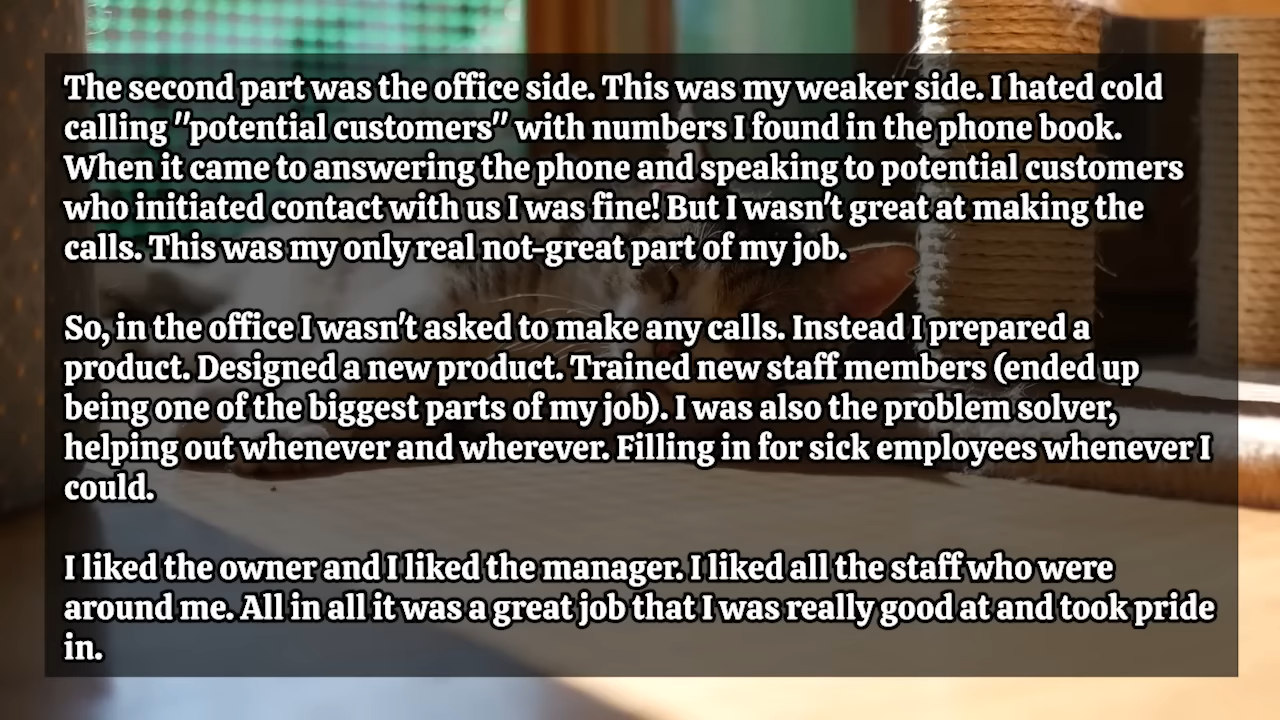 The second part was the office side. This was my weaker side. I hated cold
calling "potential customers" with numbers I found in the phone book.
When it came to answering the phone and speaking to potential customers
who initiated contact with us I was fine! But I wasn't great at making the
calls. This was my only real not-great part of my job.
So, in the office I wasn't asked to make any calls. Instead I prepared a
product. Designed a new product. Trained new staff members (ended up
being one of the biggest parts of my job). I was also the problem solver,
helping out whenever and wherever. Filling in for sick employees whenever I
could.
I liked the owner and I liked the manager. I liked all the staff who were
around me. All in all it was a great job that I was really good at and took pride
in.